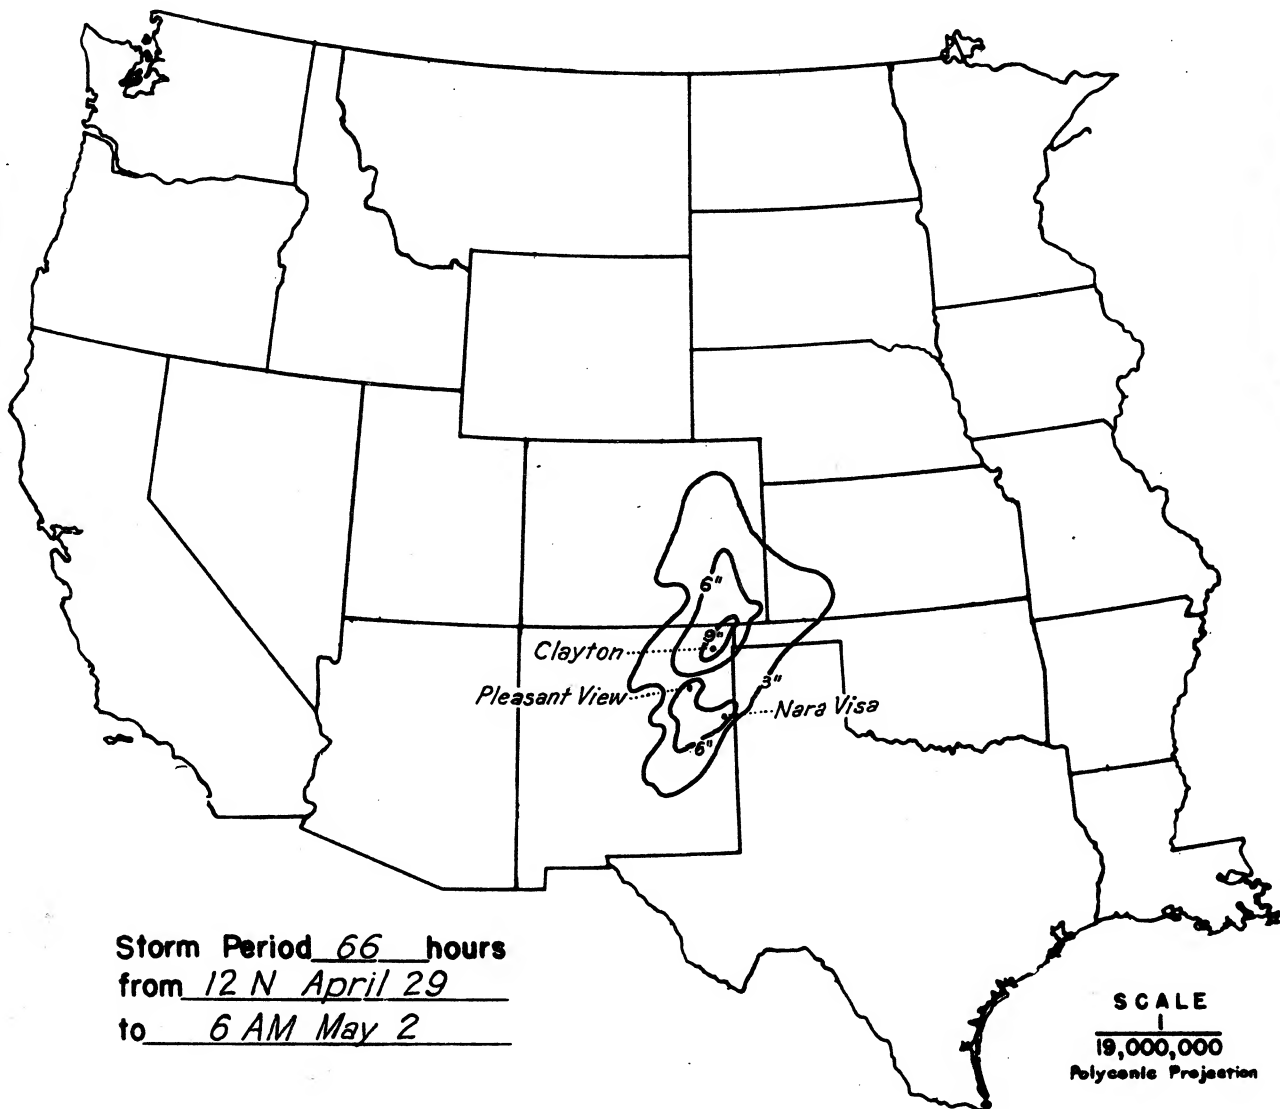 6"
9"
Clayton
3"
Pleasant View
Nara Visa
6"
Storm Period 66 hours
from 12 N April 29
to 6 AM May 2
SCALE
1
19,000,000
Polyconic Projection